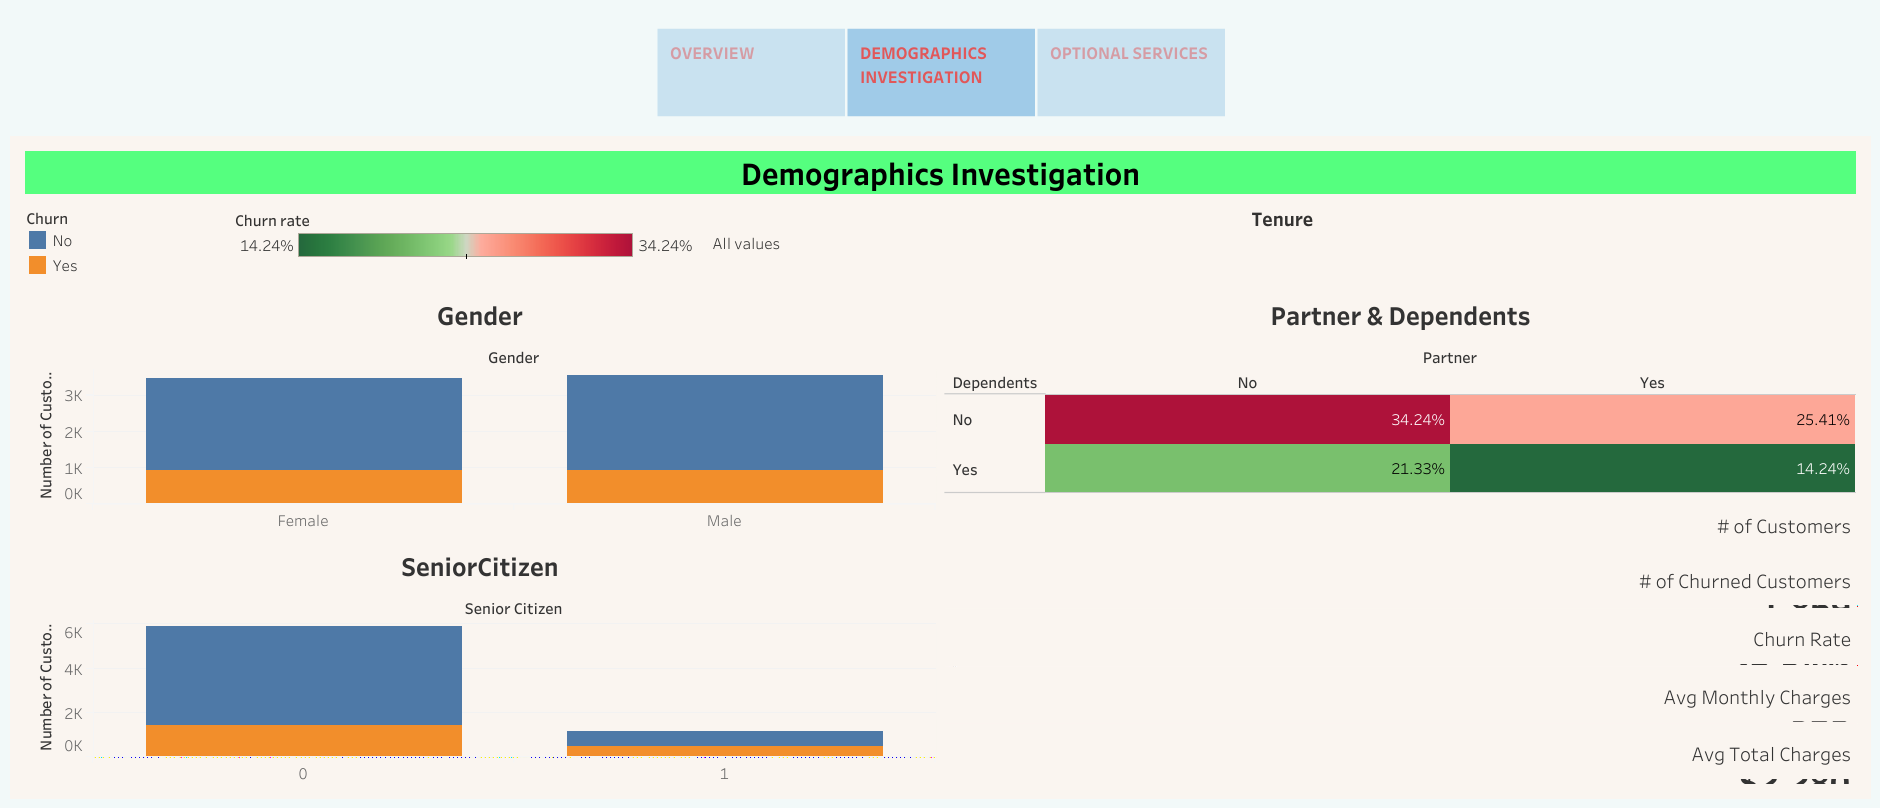 OVERVIEW
DEMOGRAPHICS
INVESTIGATION
OPTIONAL SERVICES
Demographics Investigation
Churn
No
Yes
Churn rate
14.24%
34.24%
All values
Tenure
Gender
Gender
Number of Custo..
3K
2K
1K
0K
Female
Male
Partner & Dependents
Partner
Dependents
No
Yes
No
34.24%
25.41%
Yes
21.33%
14.24%
SeniorCitizen
Senior Citizen
Number of Custo..
6K
4K
2K
0K
0
1
# of Customers
# of Churned Customers
Churn Rate
Avg Monthly Charges
Avg Total Charges